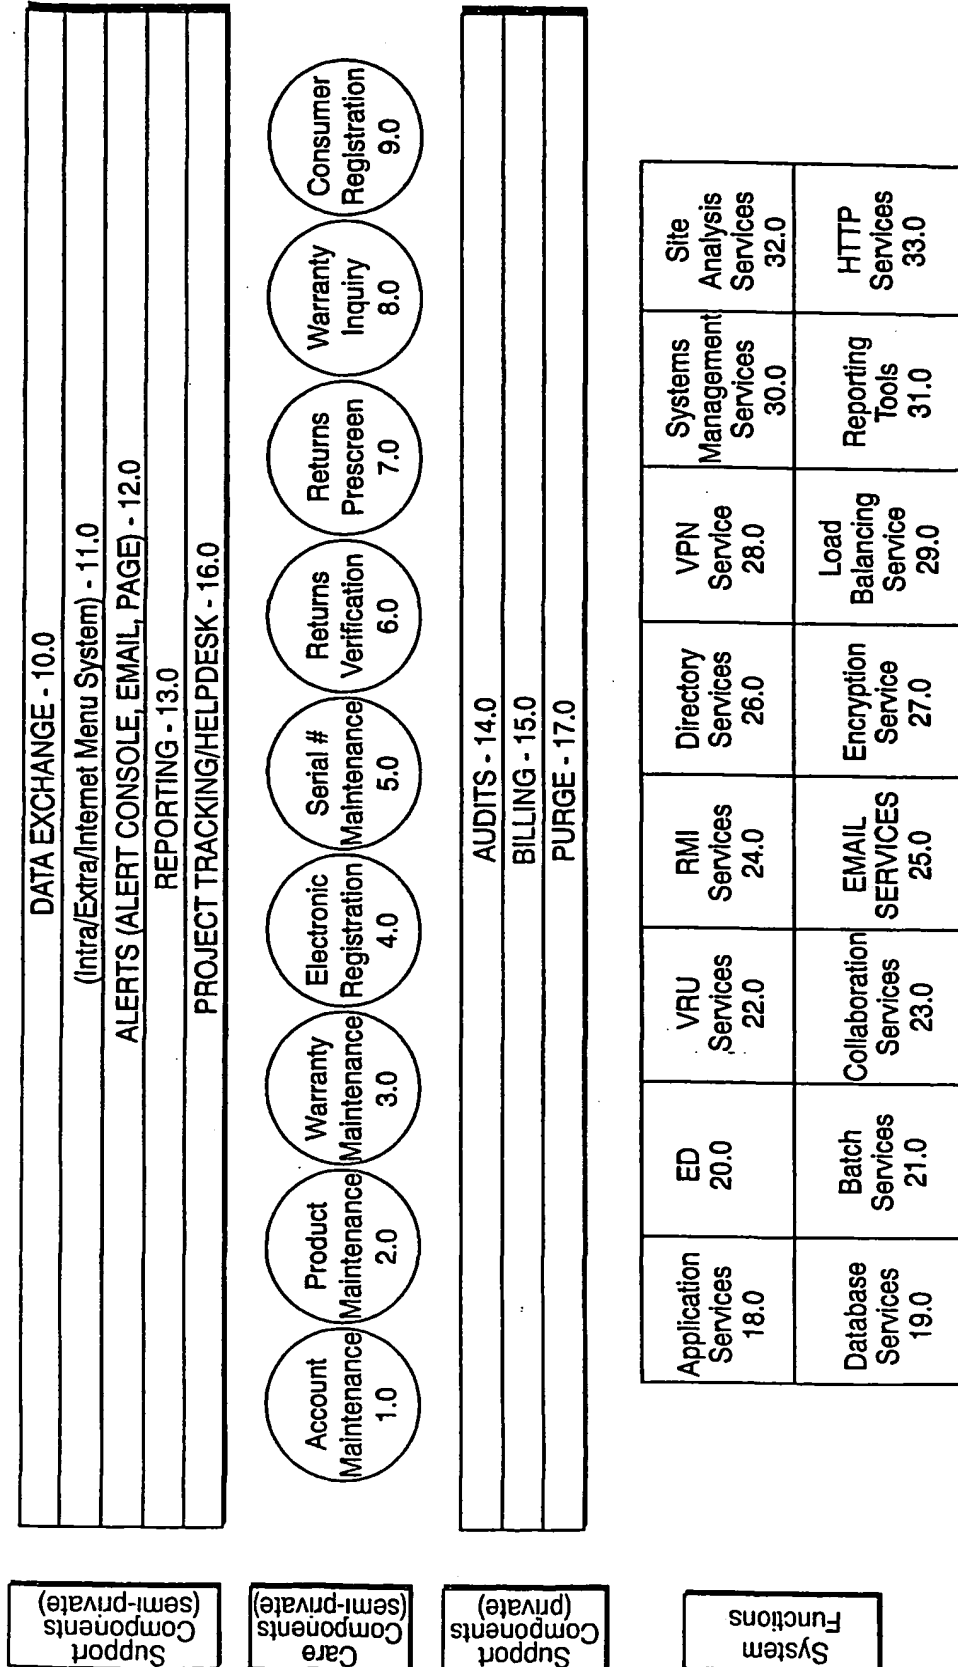 Support
Components
(semi-private)
DATA EXCHANGE - 10.0
(Intra/Extra/Internet Menu System) - 11.0
ALERTS (ALERT CONSOLE, EMAIL, PAGE) - 12.0
REPORTING - 13.0
PROJECT TRACKING/HELPDESK - 16.0
Care
Components
(semi-private)
Account
Maintenance
1.0
Product
Maintenance
2.0
Warranty
Maintenance
3.0
Electronic
Registration
4.0
Serial #
Maintenance
5.0
Returns
Verification
6.0
Returns
Prescreen
7.0
Warranty
Inquiry
8.0
Consumer
Registration
9.0
Support
Components
(private)
AUDITS - 14.0
BILLING - 15.0
PURGE - 17.0
System
Functions
Application
Services
18.0
ED
20.0
VRU
Services
22.0
RMI
Services
24.0
Directory
Services
26.0
VPN
Service
28.0
Systems
Management
Services
30.0
Site
Analysis
Services
32.0
Database
Services
19.0
Batch
Services
21.0
Collaboration
Services
23.0
EMAIL
SERVICES
25.0
Encryption
Service
27.0
Load
Balancing
Service
29.0
Reporting
Tools
31.0
HTTP
Services
33.0